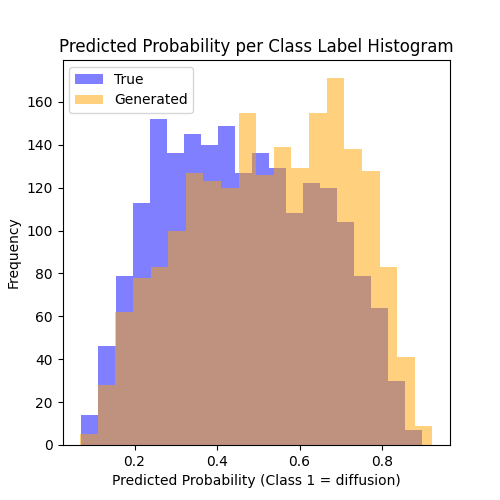 Predicted Probability per Class Label Histogram
True
Generated
160
140
120
100
80
60
40
20
0
Frequency
0.2 0.4 0.6 0.8
Predicted Probability (Class 1 = diffusion)